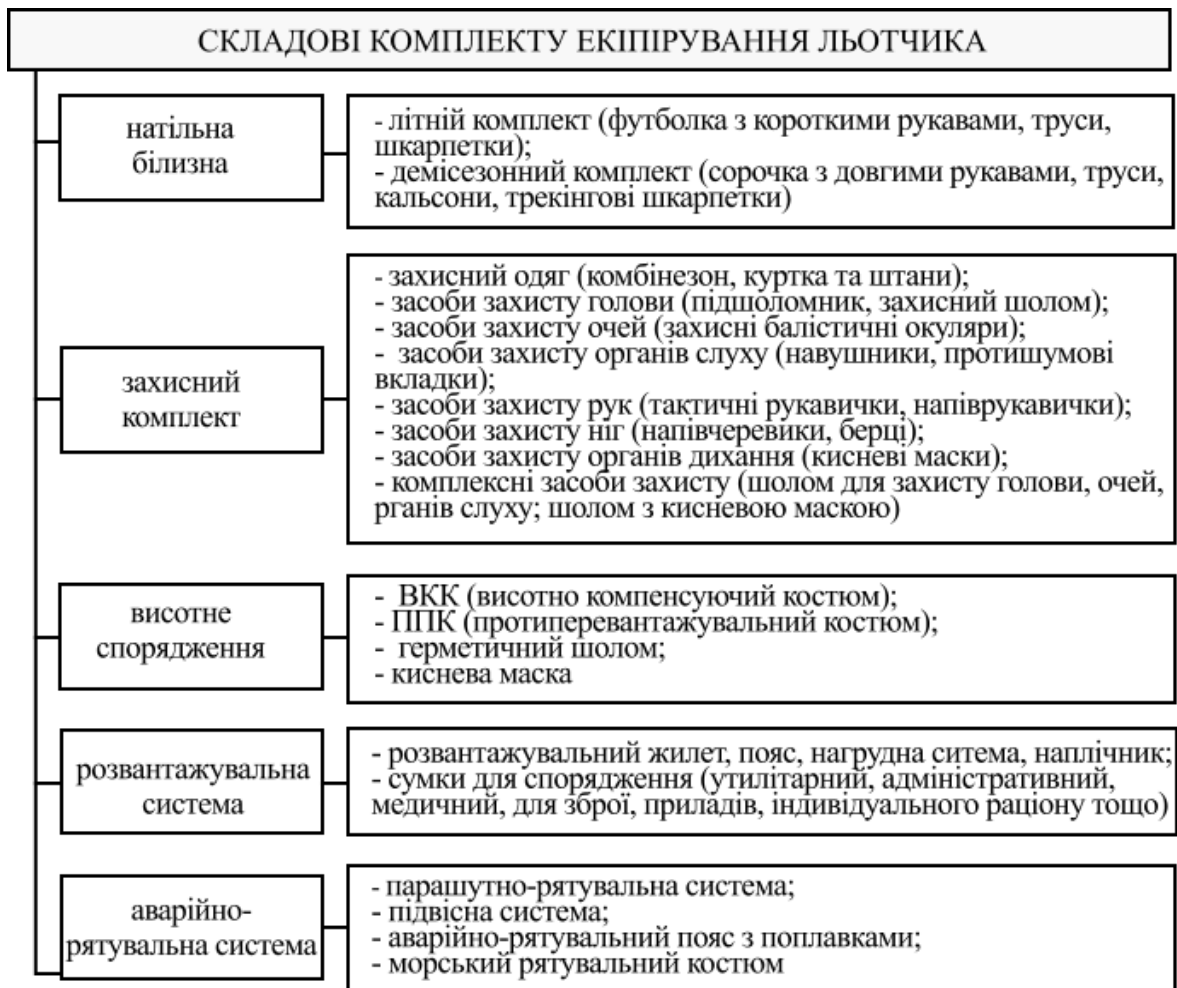 СКЛАДОВІ КОМПЛЕКТУ ЕКІПІРУВАННЯ ЛЬОТЧИКА
натільна
білизна
- літній комплект (футболка з короткими рукавами, труси,
шкарпетки);
- демісезонний комплект (сорочка з довгими рукавами, труси,
кальсони, трекінгові шкарпетки)
захисний
комплект
- захисний одяг (комбінезон, куртка та штани);
- засоби захисту голови (підшоломник, захисний шолом);
- засоби захисту очей (захисні балістичні окуляри);
- засоби захисту органів слуху (навушники, протишумові
вкладки);
- засоби захисту рук (тактичні рукавички, напіврукавички);
- засоби захисту ніг (напівчеревики, берці);
- засоби захисту органів дихання (кисневі маски);
- комплексні засоби захисту (шолом для захисту голови, очей,
рганів слуху; шолом з кисневою маскою)
висотне
спорядження
- ВКК (висотно компенсуючий костюм);
- ППК (протиперевантажувальний костюм);
- герметичний шолом;
- киснева маска
розвантажувальна
система
- розвантажувальний жилет, пояс, нагрудна ситема, наплічник;
- сумки для спорядження (утилітарний, адміністративний,
медичний, для зброї, приладів, індивідуального раціону тощо)
аварійно-
рятувальна система
- парашутно-рятувальна система;
- підвісна система;
- аварійно-рятувальний пояс з поплавками;
- морський рятувальний костюм